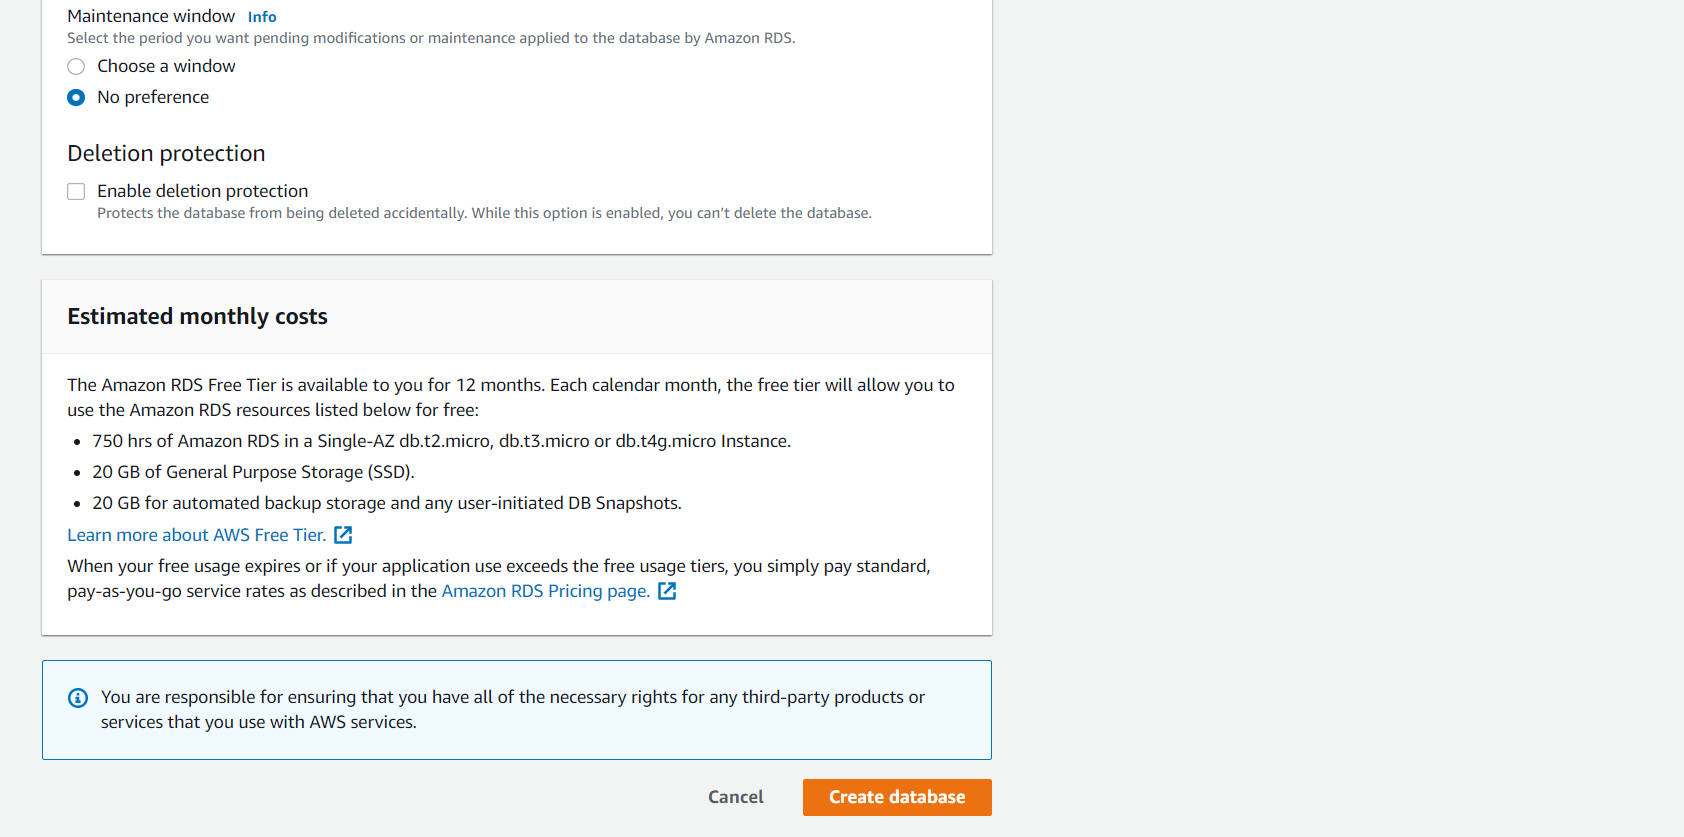 Maintenance window Info
Select the period you want pending modifications or maintenance applied to the database by Amazon RDS.
Choose a window
No preference
Deletion protection
Enable deletion protection
Protects the database from being deleted accidentally. While this option is enabled, you can’t delete the database.
Estimated monthly costs
The Amazon RDS Free Tier is available to you for 12 months. Each calendar month, the free tier will allow you to
use the Amazon RDS resources listed below for free:
• 750 hrs of Amazon RDS in a Single-AZ db.t2.micro, db.t3.micro or db.t4g.micro Instance.
• 20 GB of General Purpose Storage (SSD).
• 20 GB for automated backup storage and any user-initiated DB Snapshots.
Learn more about AWS Free Tier.
When your free usage expires or if your application use exceeds the free usage tiers, you simply pay standard,
pay-as-you-go service rates as described in the Amazon RDS Pricing page.
You are responsible for ensuring that you have all of the necessary rights for any third-party products or
services that you use with AWS services.
Cancel Create database